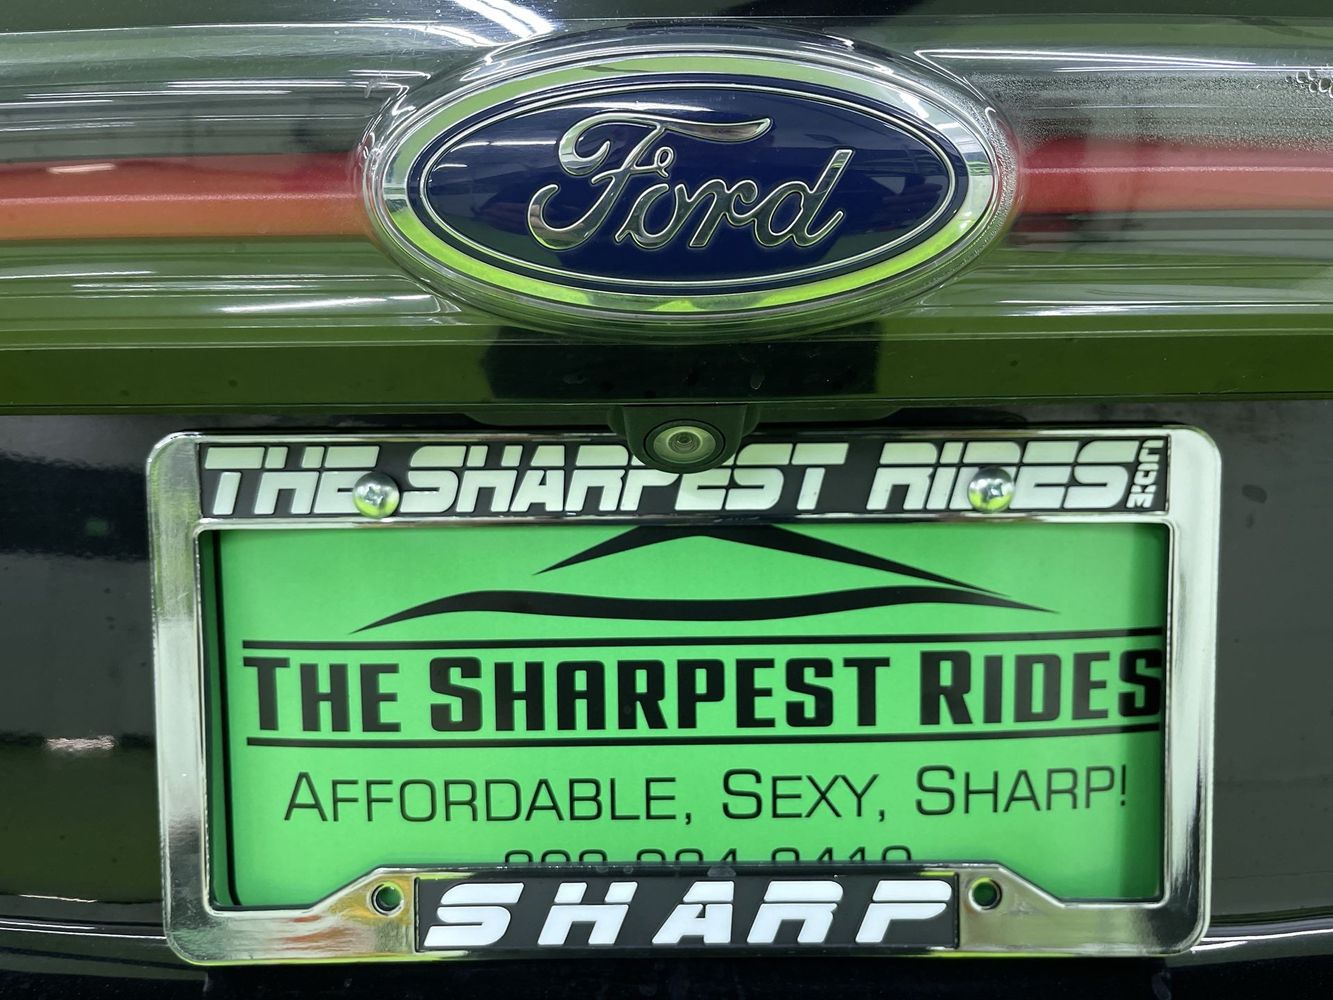 Ford
THE SHARPEST RIDES.COM
THE SHARPEST RIDES
AFFORDABLE, SEXY, SHARP!
SHARP